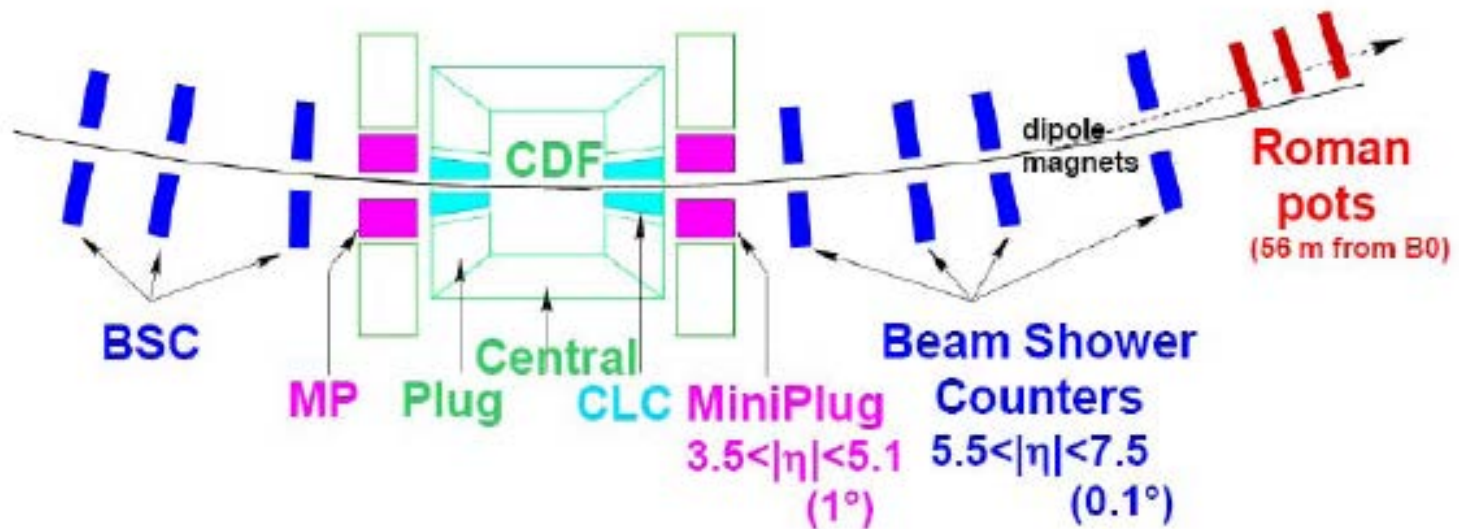 CDF
dipole
magnets
Roman
pots
(56 m from B0)
BSC
MP
Plug
Central
CLC
MiniPlug
3.5<|η|<5.1
(1°)
Beam Shower
Counters
5.5<|η|<7.5
(0.1°)